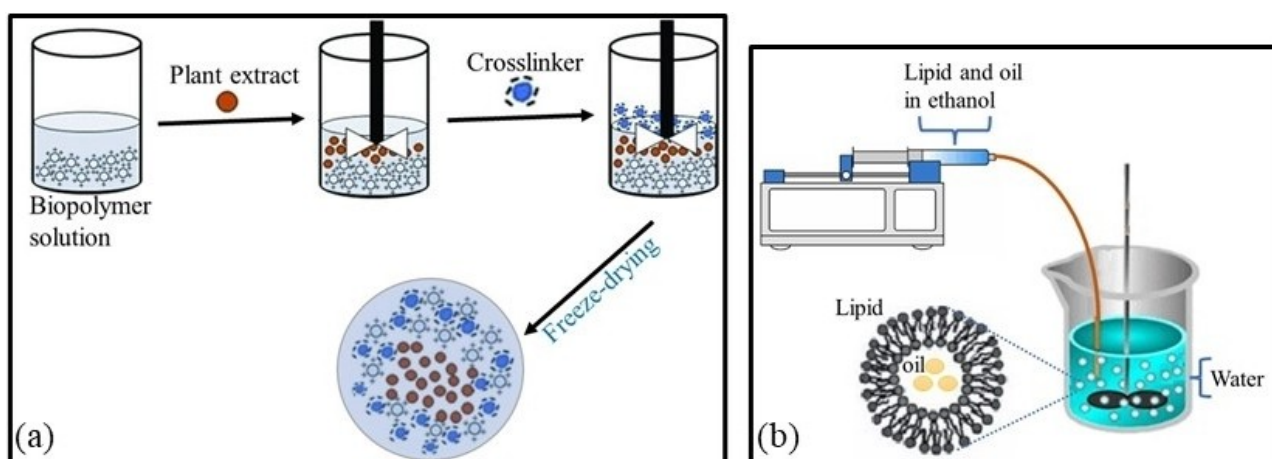 Plant extract
Crosslinker
Biopolymer
solution
Freeze-drying
(a)
Lipid and oil
in ethanol
Lipid
oil
Water
(b)